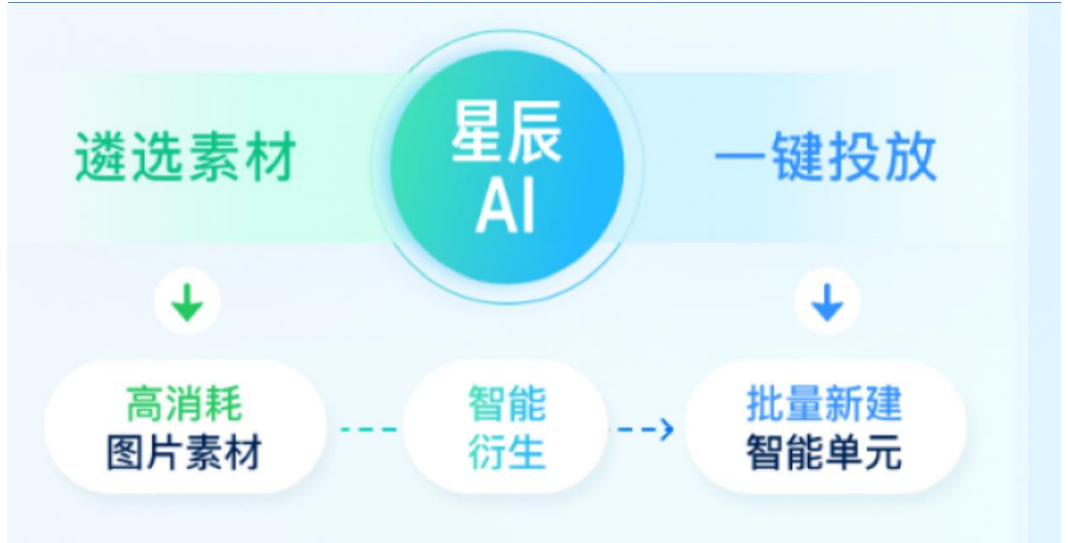 遴选素材
星辰
AI
一键投放
高消耗
图片素材
智能
衍生
批量新建
智能单元